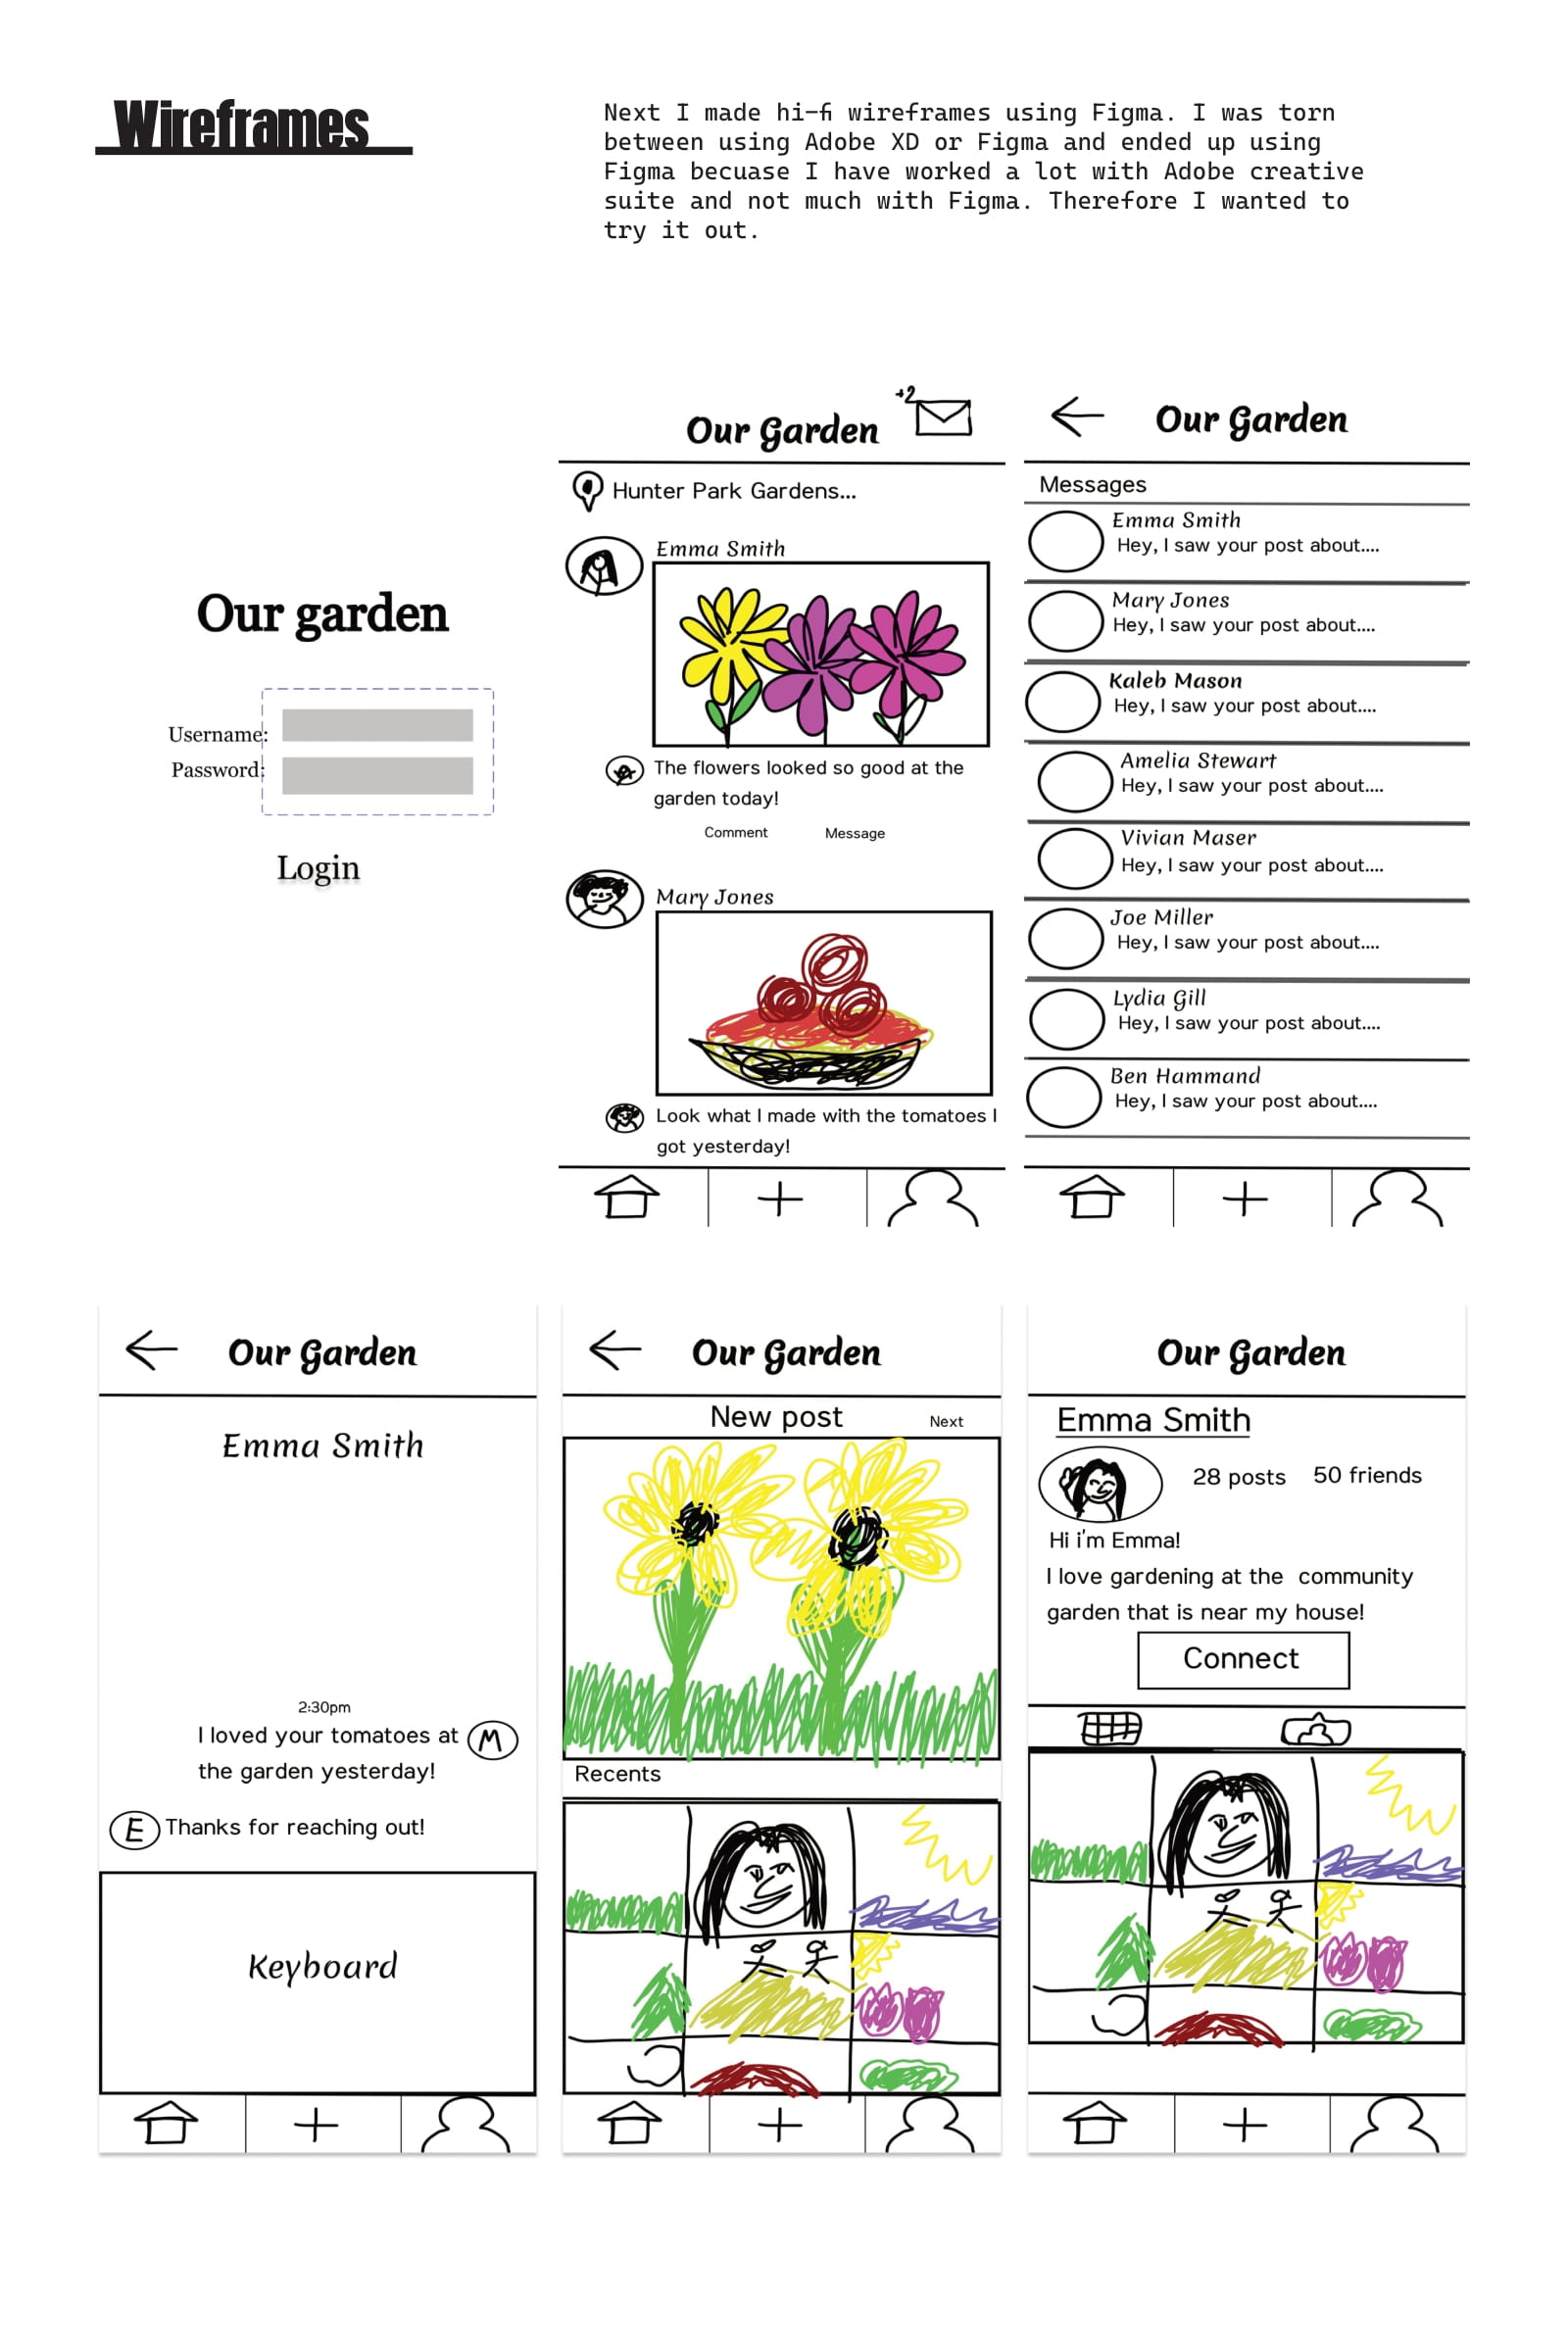 Wireframes
Next I made hi-fi wireframes using Figma. I was torn
between using Adobe XD or Figma and ended up using
Figma becuase I have worked a lot with Adobe creative
suite and not much with Figma. Therefore I wanted to
try it out.
Our garden
Username:
Password:
Login
Our Garden
+2
Hunter Park Gardens...
Emma Smith
The flowers looked so good at the
garden today!
Comment Message
Mary Jones
Look what I made with the tomatoes I
got yesterday!
Our Garden
Messages
Emma Smith
Hey, I saw your post about....
Mary Jones
Hey, I saw your post about....
Kaleb Mason
Hey, I saw your post about....
Amelia Stewart
Hey, I saw your post about....
Vivian Maser
Hey, I saw your post about....
Joe Miller
Hey, I saw your post about....
Lydia Gill
Hey, I saw your post about....
Ben Hammand
Hey, I saw your post about....
Our Garden
Emma Smith
2:30pm
I loved your tomatoes at M
the garden yesterday!
E Thanks for reaching out!
Keyboard
Our Garden
New post Next
Recents
Our Garden
Emma Smith
28 posts 50 friends
Hi i'm Emma!
I love gardening at the community
garden that is near my house!
Connect